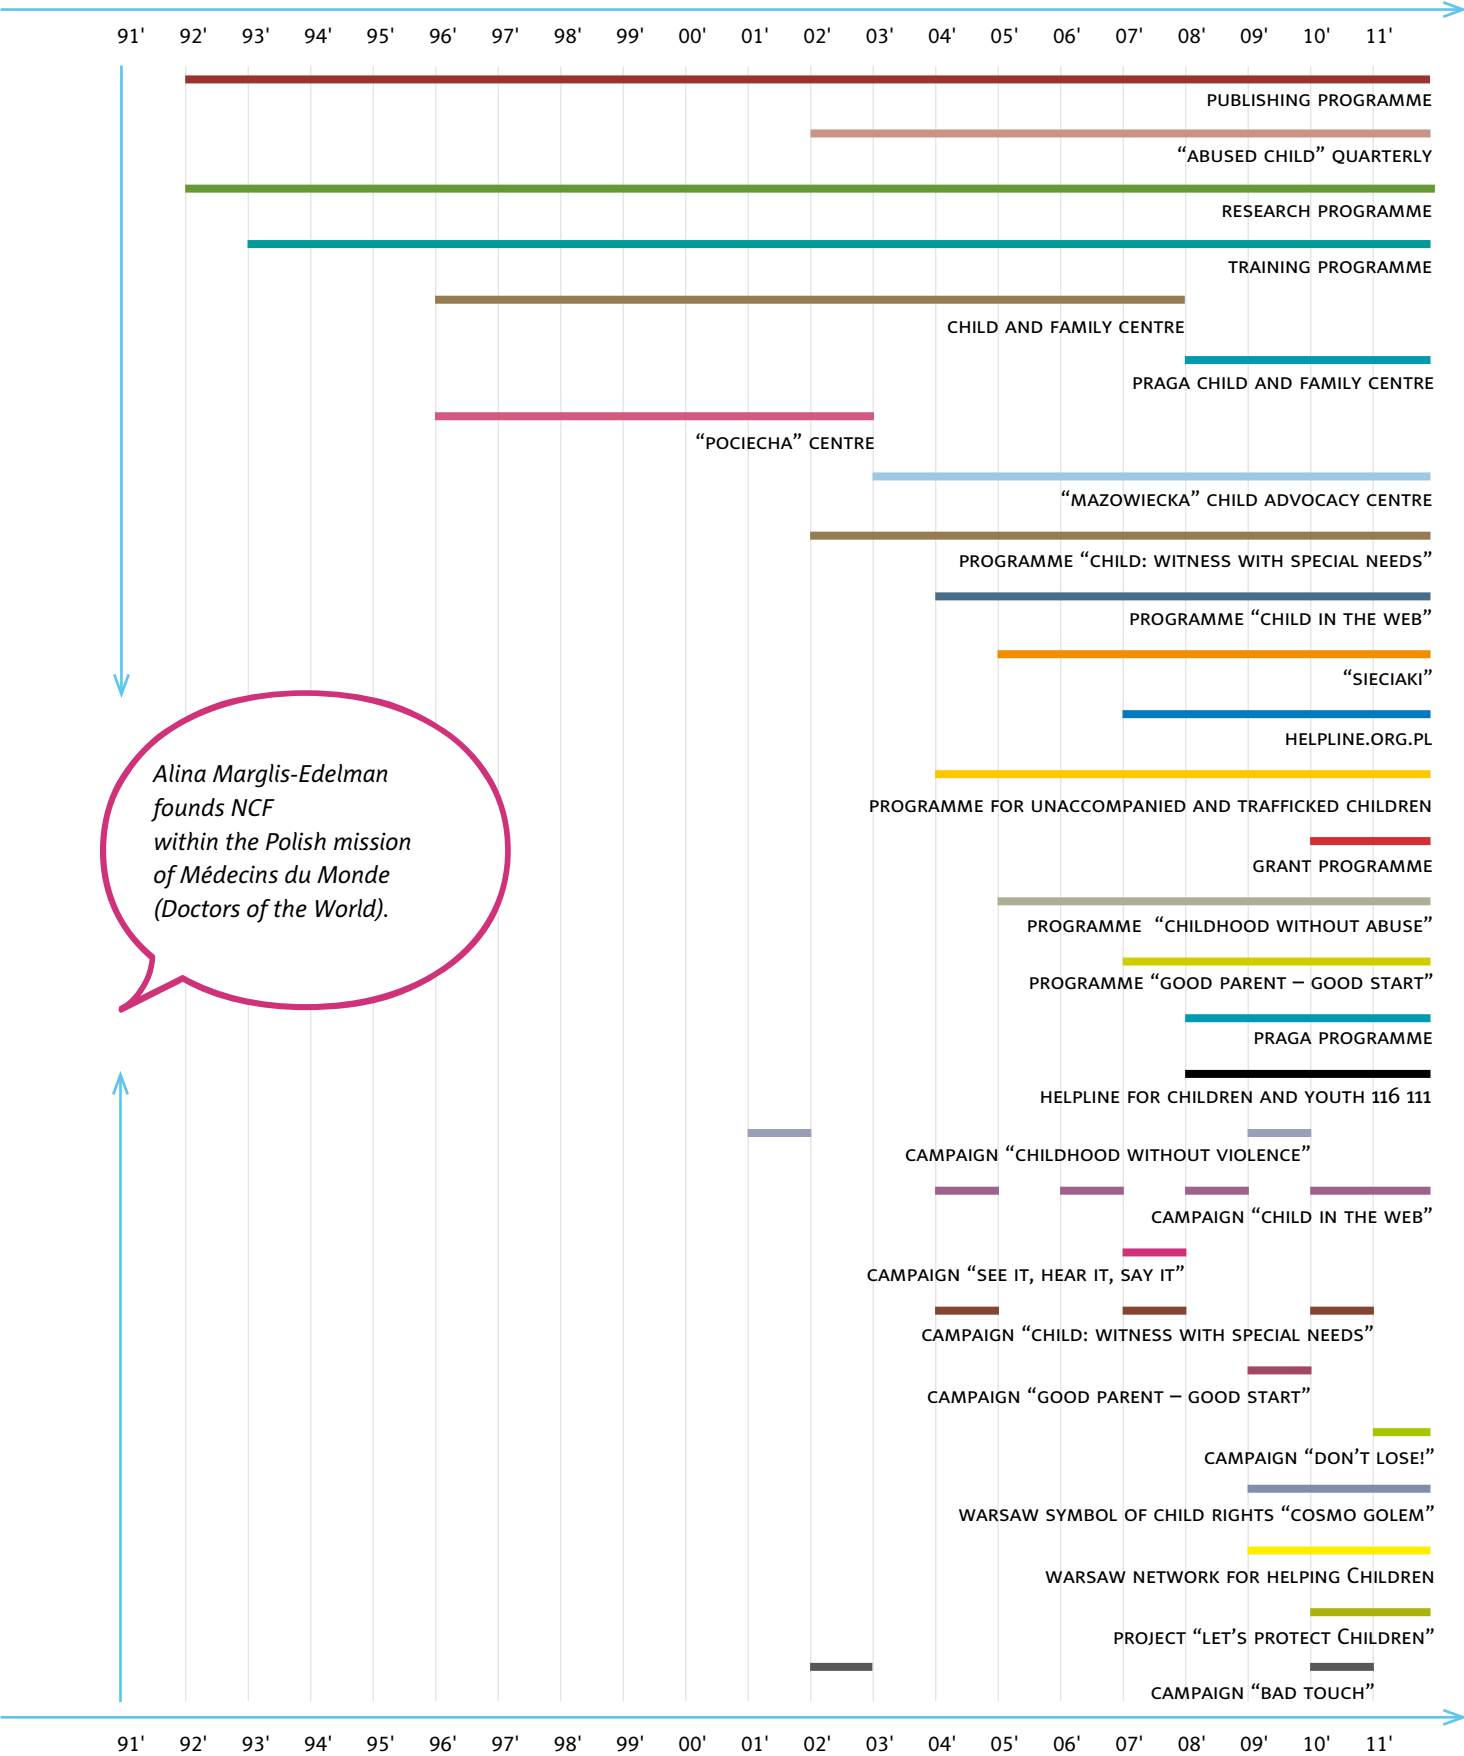 91' 92' 93' 94' 95' 96' 97' 98' 99' 00' 01' 02' 03' 04' 05' 06' 07' 08' 09' 10' 11'
PUBLISHING PROGRAMME
“ABUSED CHILD” QUARTERLY
RESEARCH PROGRAMME
TRAINING PROGRAMME
CHILD AND FAMILY CENTRE
PRAGA CHILD AND FAMILY CENTRE
“POCIECHA” CENTRE
“MAZOWIECKA” CHILD ADVOCACY CENTRE
PROGRAMME “CHILD: WITNESS WITH SPECIAL NEEDS”
PROGRAMME “CHILD IN THE WEB”
“SIECIAKI”
HELPLINE.ORG.PL
Alina Marglis-Edelman
founds NCF
within the Polish mission
of Médecins du Monde
(Doctors of the World).
PROGRAMME FOR UNACCOMPANIED AND TRAFFICKED CHILDREN
GRANT PROGRAMME
PROGRAMME “CHILDHOOD WITHOUT ABUSE”
PROGRAMME “GOOD PARENT – GOOD START”
PRAGA PROGRAMME
HELPLINE FOR CHILDREN AND YOUTH 116 111
CAMPAIGN “CHILDHOOD WITHOUT VIOLENCE”
CAMPAIGN “CHILD IN THE WEB”
CAMPAIGN “SEE IT, HEAR IT, SAY IT”
CAMPAIGN “CHILD: WITNESS WITH SPECIAL NEEDS”
CAMPAIGN “GOOD PARENT – GOOD START”
CAMPAIGN “DON’T LOSE!”
WARSAW SYMBOL OF CHILD RIGHTS “COSMO GOLEM”
WARSAW NETWORK FOR HELPING CHILDREN
PROJECT “LET’S PROTECT CHILDREN”
CAMPAIGN “BAD TOUCH”
91' 92' 93' 94' 95' 96' 97' 98' 99' 00' 01' 02' 03' 04' 05' 06' 07' 08' 09' 10' 11'